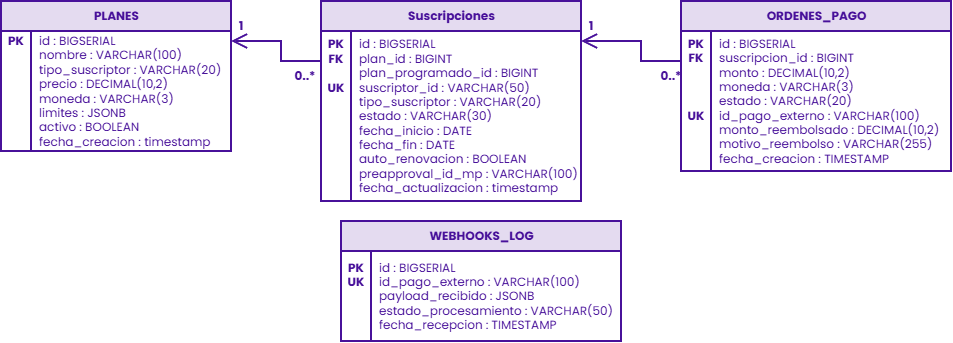 PLANES
PK id : BIGSERIAL
nombre : VARCHAR(100)
tipo_suscriptor : VARCHAR(20)
precio : DECIMAL(10,2)
moneda : VARCHAR(3)
limites : JSONB
activo : BOOLEAN
fecha_creacion : timestamp
1
0..*
Suscripciones
PK id : BIGSERIAL
FK plan_id : BIGINT
plan_programado_id : BIGINT
UK suscriptor_id : VARCHAR(50)
tipo_suscriptor : VARCHAR(20)
estado : VARCHAR(30)
fecha_inicio : DATE
fecha_fin : DATE
auto_renovacion : BOOLEAN
preapproval_id_mp : VARCHAR(100)
fecha_actualizacion : timestamp
1
0..*
ORDENES_PAGO
PK id : BIGSERIAL
FK suscripcion_id : BIGINT
monto : DECIMAL(10,2)
moneda : VARCHAR(3)
estado : VARCHAR(20)
UK id_pago_externo : VARCHAR(100)
monto_reembolsado : DECIMAL(10,2)
motivo_reembolso : VARCHAR(255)
fecha_creacion : TIMESTAMP
WEBHOOKS_LOG
PK id : BIGSERIAL
UK id_pago_externo : VARCHAR(100)
payload_recibido : JSONB
estado_procesamiento : VARCHAR(50)
fecha_recepcion : TIMESTAMP